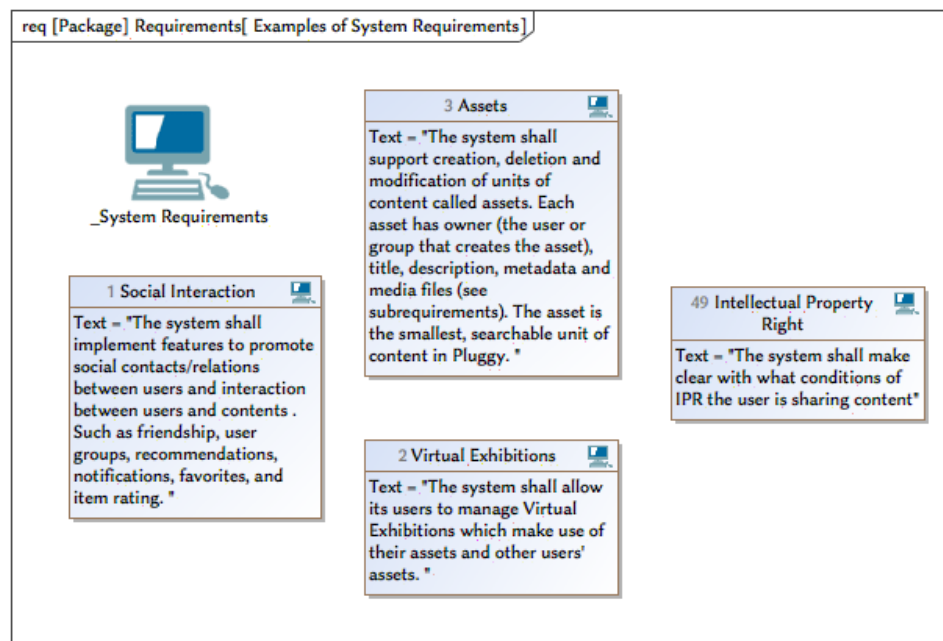 req [Package] Requirements[ Examples of System Requirements]
_System Requirements
1 Social Interaction
Text = "The system shall
implement features to promote
social contacts/relations
between users and interaction
between users and contents .
Such as friendship, user
groups, recommendations,
notifications, favorites, and
item rating. "
3 Assets
Text = "The system shall
support creation, deletion and
modification of units of
content called assets. Each
asset has owner (the user or
group that creates the asset),
title, description, metadata and
media files (see
subrequirements). The asset is
the smallest, searchable unit of
content in Pluggy. "
2 Virtual Exhibitions
Text = "The system shall allow
its users to manage Virtual
Exhibitions which make use of
their assets and other users'
assets. "
49 Intellectual Property
Right
Text = "The system shall make
clear with what conditions of
IPR the user is sharing content"